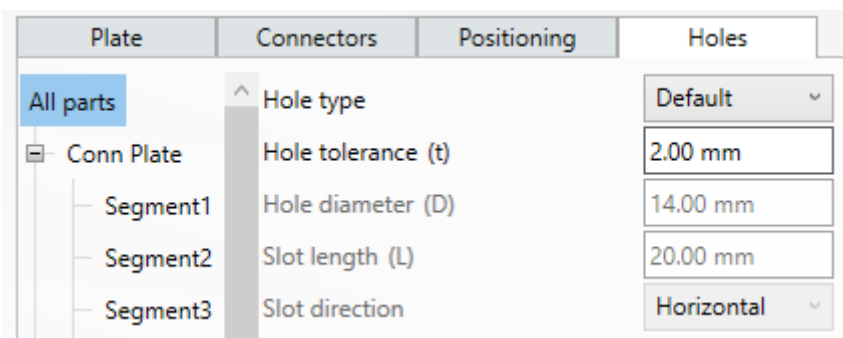 Plate Connectors Positioning Holes
All parts Hole type Default
Conn Plate Hole tolerance (t) 2.00 mm
Segment1 Hole diameter (D) 14.00 mm
Segment2 Slot length (L) 20.00 mm
Segment3 Slot direction Horizontal